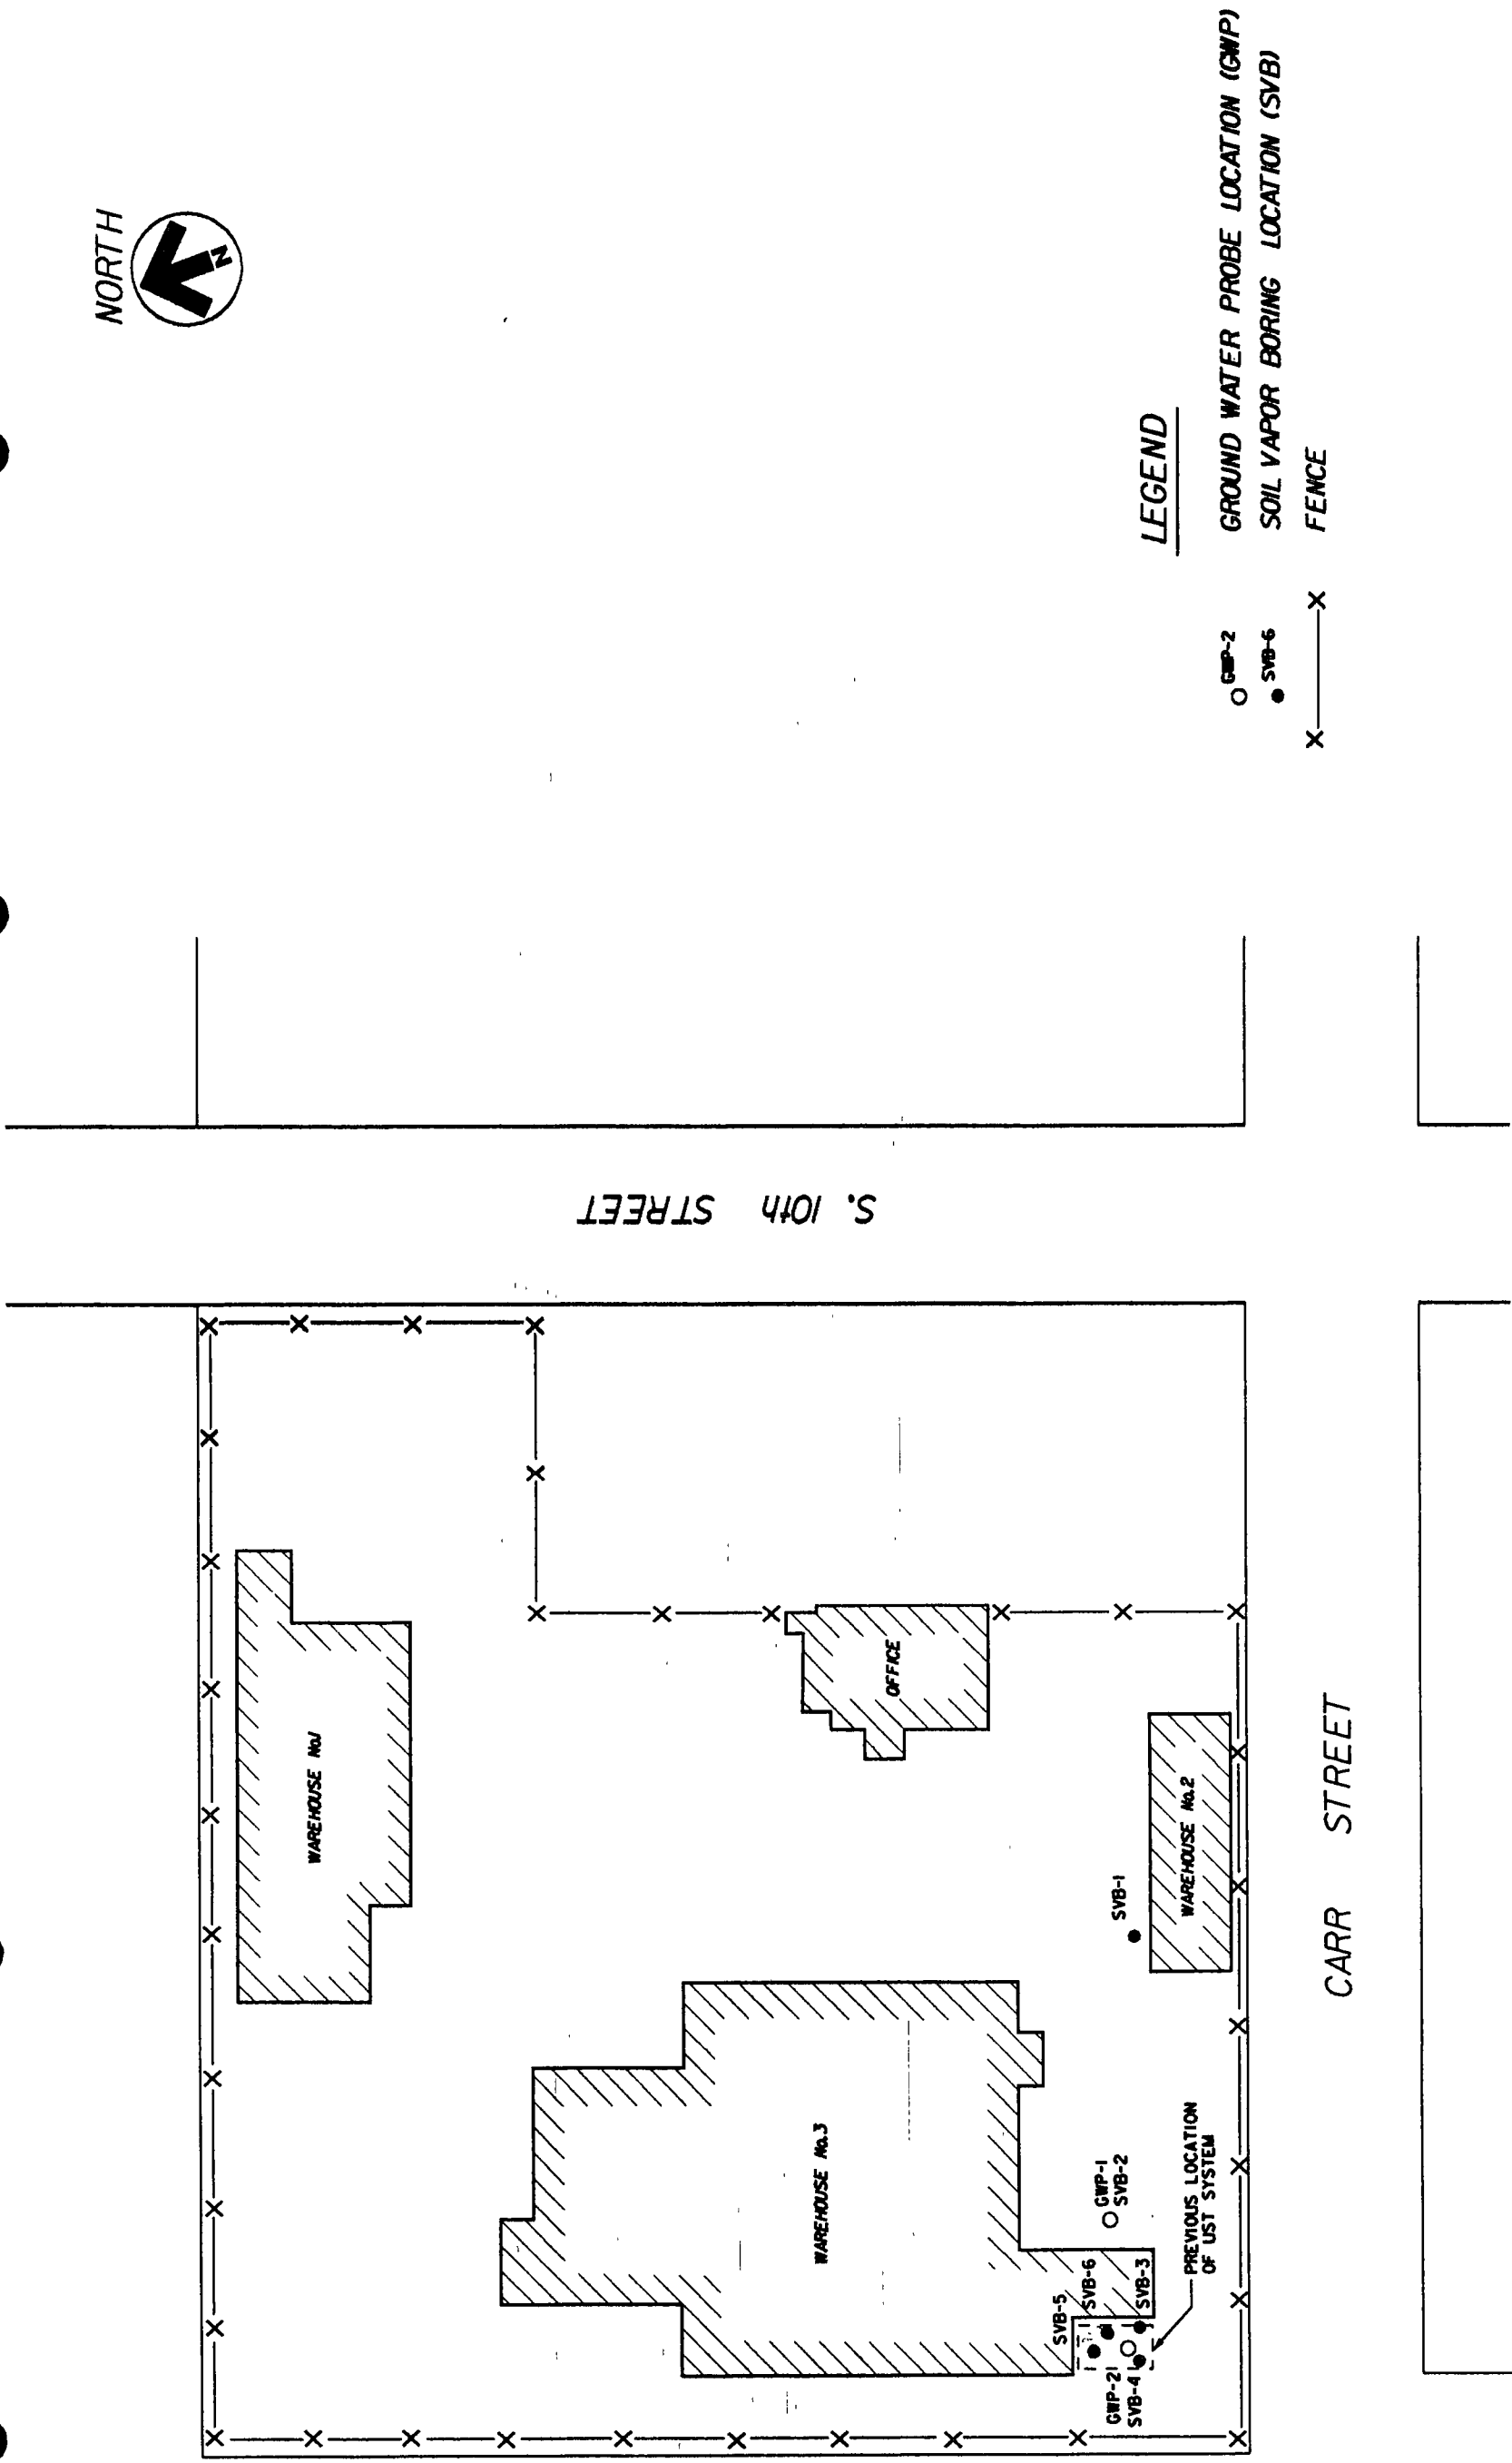 NORTH
N
S. 10th STREET
WAREHOUSE No.1
OFFICE
WAREHOUSE No.2
WAREHOUSE No.3
SVB-1
GWP-1
SVB-2
SVB-5
SVB-6
SVB-3
GWP-2
SVB-4
PREVIOUS LOCATION
OF UST SYSTEM
CARR STREET
LEGEND
GWP-2 GROUND WATER PROBE LOCATION (GWP)
SVB-6 SOIL VAPOR BORING LOCATION (SVB)
FENCE